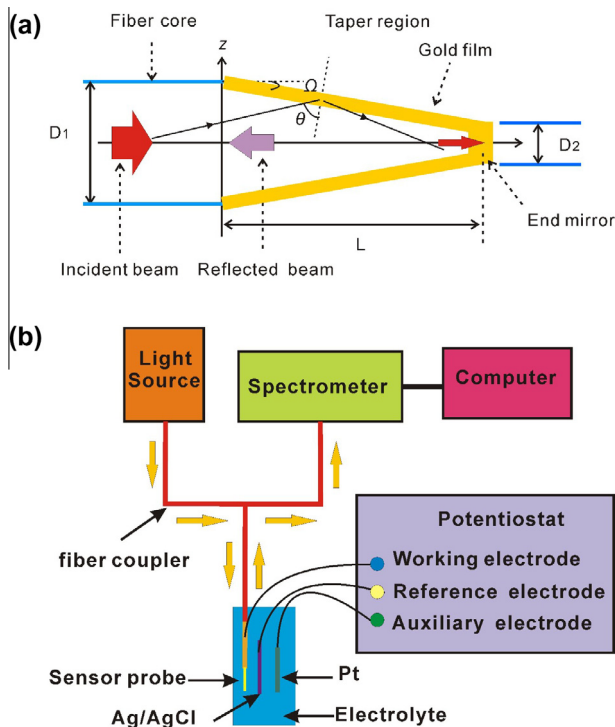 (a)
Fiber core
Taper region
z
Ω
Gold film
θ
D1
D2
L
End mirror
Incident beam
Reflected beam
(b)
Light Source
Spectrometer
Computer
fiber coupler
Potentiostat
Working electrode
Reference electrode
Auxiliary electrode
Sensor probe
Pt
Ag/AgCl
Electrolyte